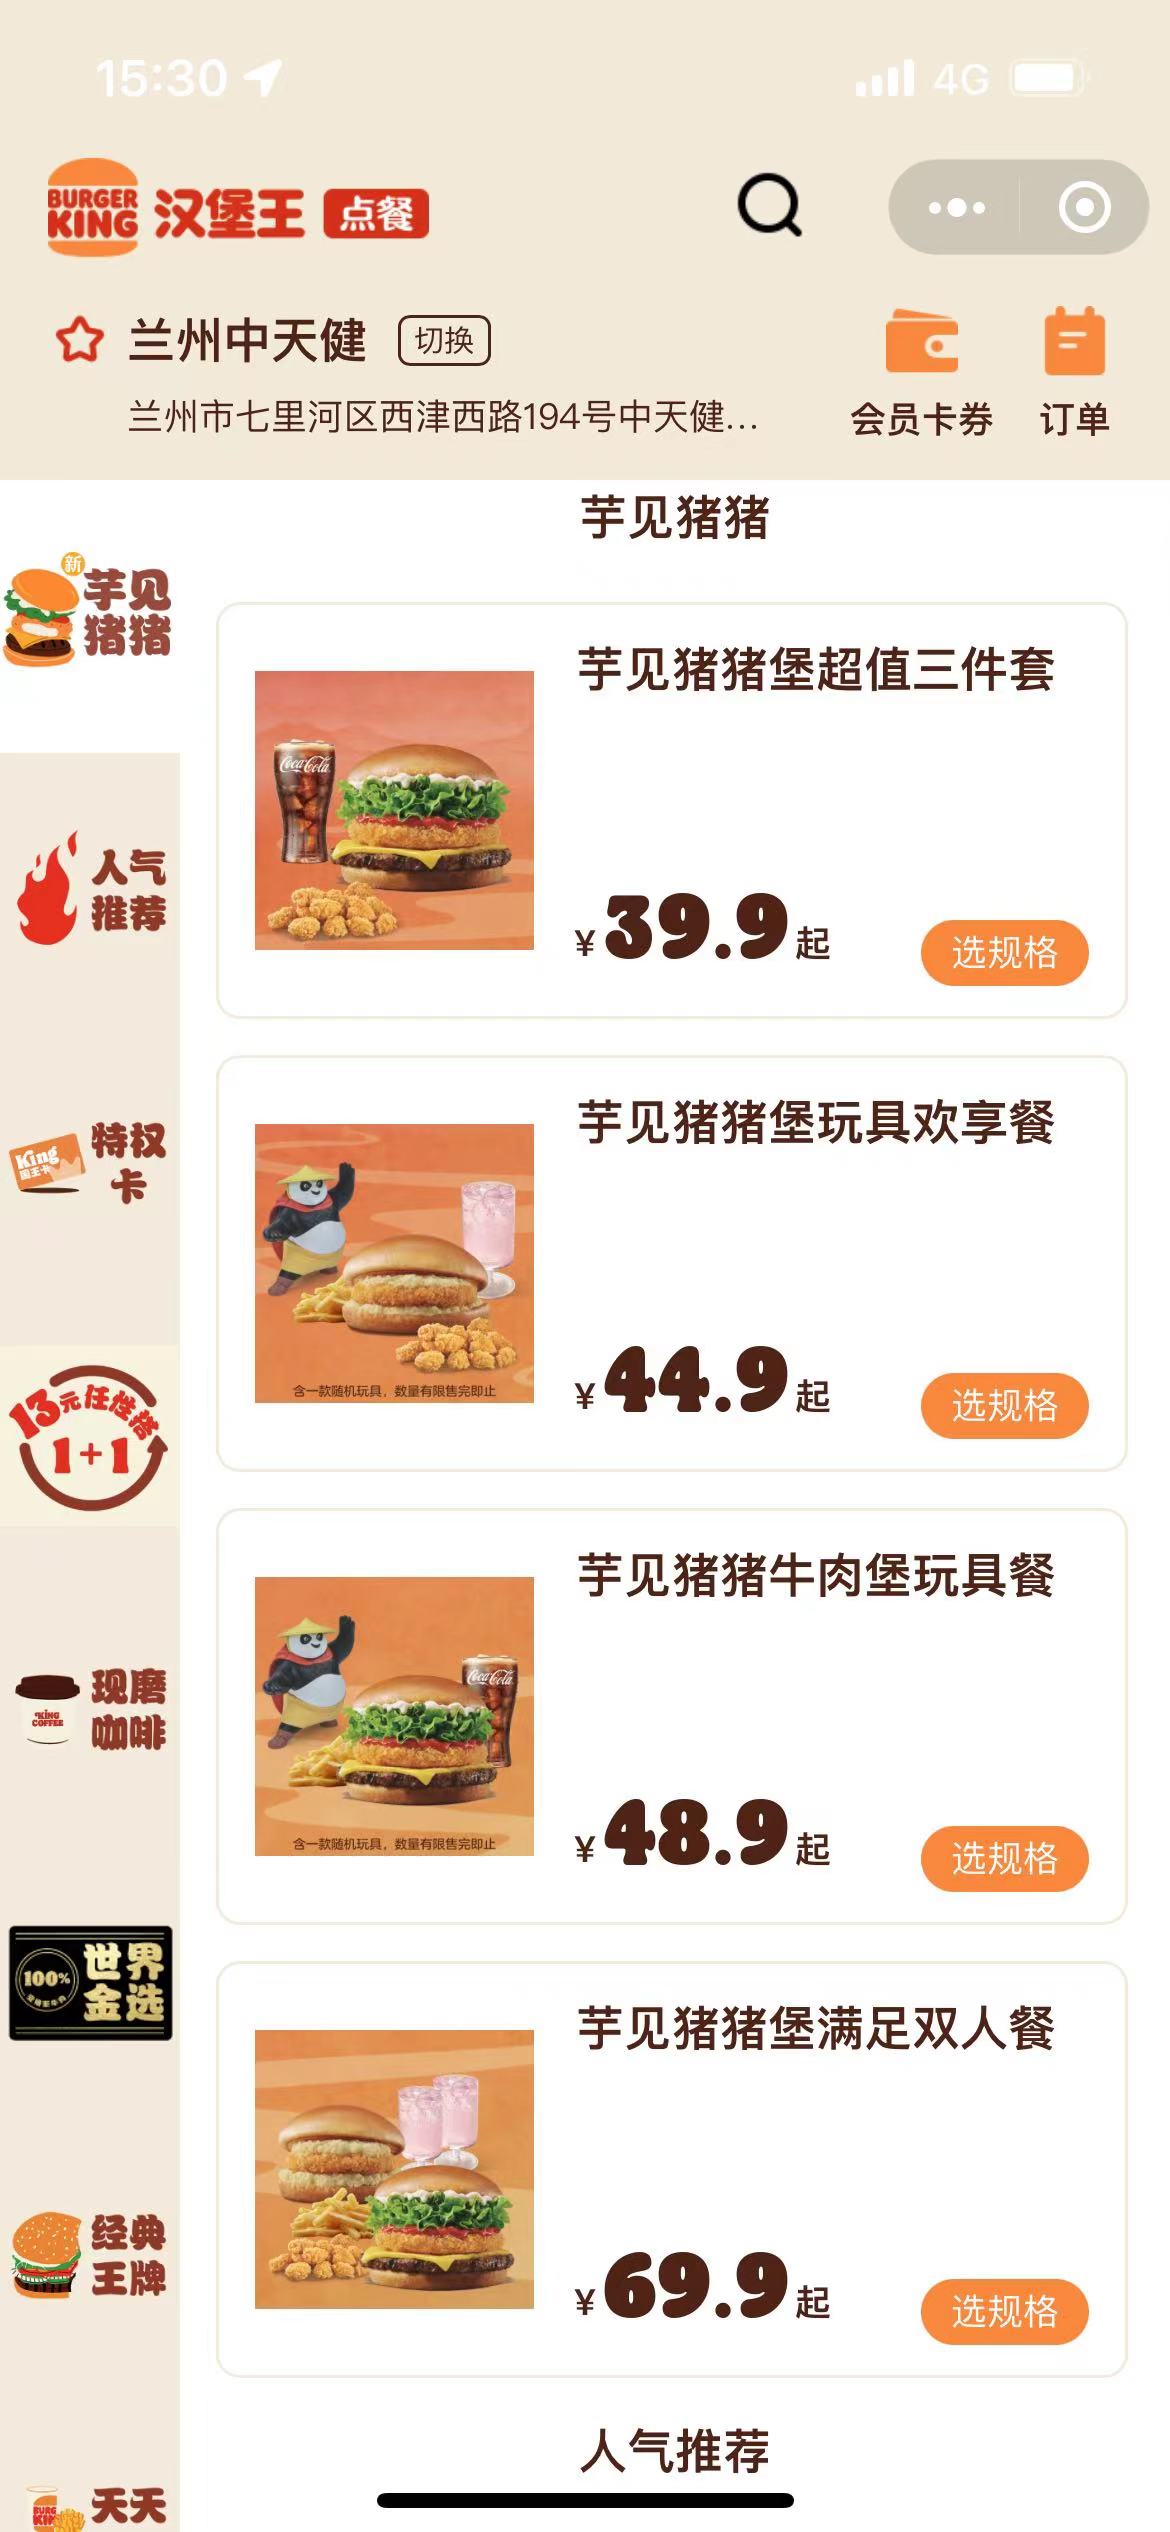 15:30
4G
BURGER
KING
汉堡王 点餐
兰州中天健 切换
兰州市七里河区西津西路194号中天健...
会员卡券 订单
芋见猪猪
新
芋见
猪猪
人气
推荐
King
国王卡
特权
卡
13元任性搭
1+1
KING
COFFEE
现磨
咖啡
100%
世界
金选
经典
王牌
BURG
KIN
天天
芋见猪猪堡超值三件套
Coca-Cola
¥39.9起
选规格
芋见猪猪堡玩具欢享餐
含一款随机玩具，数量有限售完即止
¥44.9起
选规格
芋见猪猪牛肉堡玩具餐
Coca-Cola
含一款随机玩具，数量有限售完即止
¥48.9起
选规格
芋见猪猪堡满足双人餐
¥69.9起
选规格
人气推荐